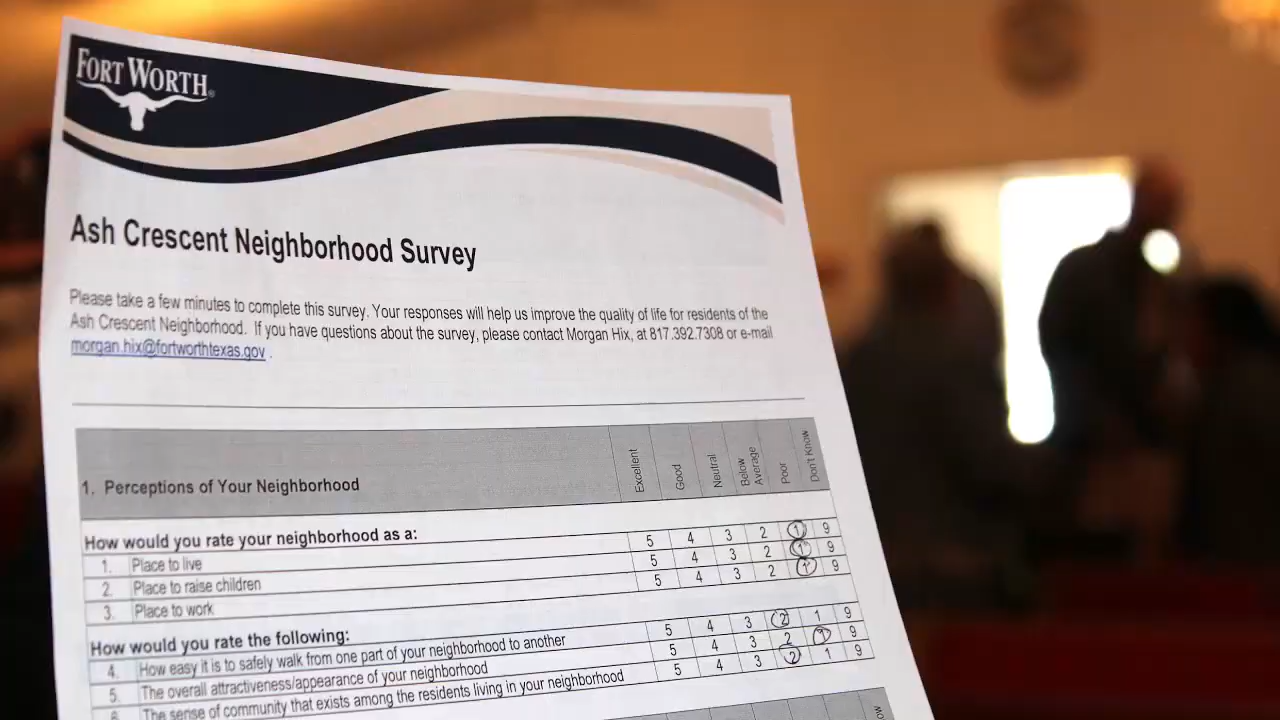 FORT WORTH®
Ash Crescent Neighborhood Survey
Please take a few minutes to complete this survey. Your responses will help us improve the quality of life for residents of the
Ash Crescent Neighborhood. If you have questions about the survey, please contact Morgan Hix, at 817.392.7308 or e-mail
morgan.hix@fortworthtexas.gov .
1. Perceptions of Your Neighborhood Excellent Good Neutral Below Average Poor Don't Know
How would you rate your neighborhood as a:
1. Place to live 5 4 3 2 1 9
2. Place to raise children 5 4 3 2 1 9
3. Place to work 5 4 3 2 1 9
How would you rate the following:
4. How easy it is to safely walk from one part of your neighborhood to another 5 4 3 2 1 9
5. The overall attractiveness/appearance of your neighborhood 5 4 3 2 1 9
6. The sense of community that exists among the residents living in your neighborhood 5 4 3 2 1 9